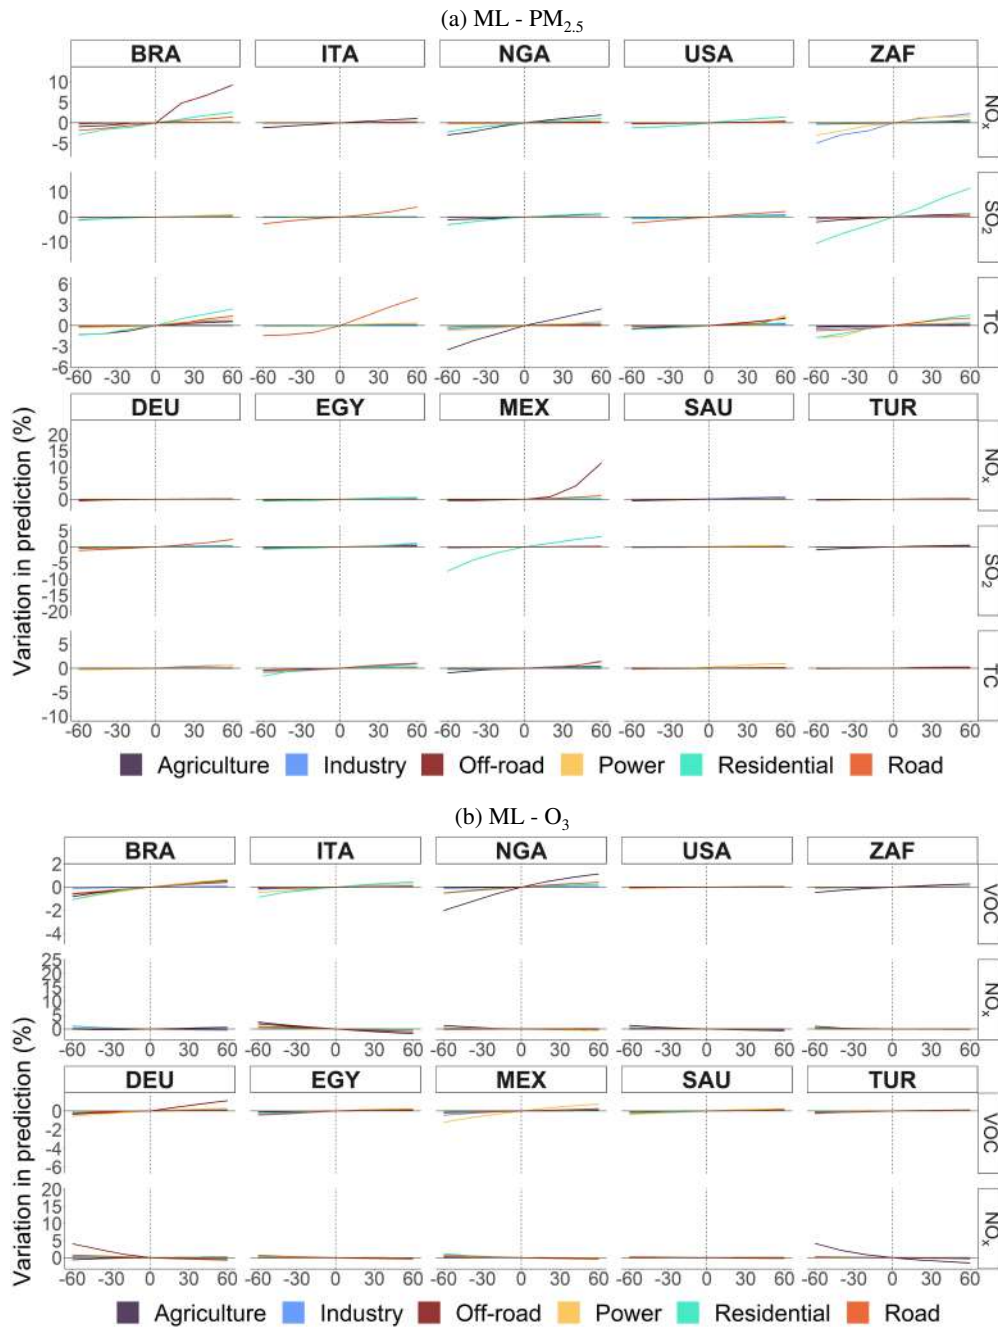 (a) ML - PM2.5
BRA ITA NGA USA ZAF
10
5
0
-5
NOx
10
0
-10
SO2
6
3
0
-3
-6
TC
-60 -30 0 30 60 -60 -30 0 30 60 -60 -30 0 30 60 -60 -30 0 30 60 -60 -30 0 30 60
DEU EGY MEX SAU TUR
20
15
10
5
0
NOx
5
0
-5
-10
-15
-20
SO2
5
0
-5
-10
TC
-60 -30 0 30 60 -60 -30 0 30 60 -60 -30 0 30 60 -60 -30 0 30 60 -60 -30 0 30 60
Variation in prediction (%)
Agriculture Industry Off-road Power Residential Road
(b) ML - O3
BRA ITA NGA USA ZAF
2
0
-2
-4
VOC
25
20
15
10
5
0
NOx
-60 -30 0 30 60 -60 -30 0 30 60 -60 -30 0 30 60 -60 -30 0 30 60 -60 -30 0 30 60
DEU EGY MEX SAU TUR
0
-2
-4
-6
VOC
20
15
10
5
0
NOx
-60 -30 0 30 60 -60 -30 0 30 60 -60 -30 0 30 60 -60 -30 0 30 60 -60 -30 0 30 60
Variation in prediction (%)
Agriculture Industry Off-road Power Residential Road